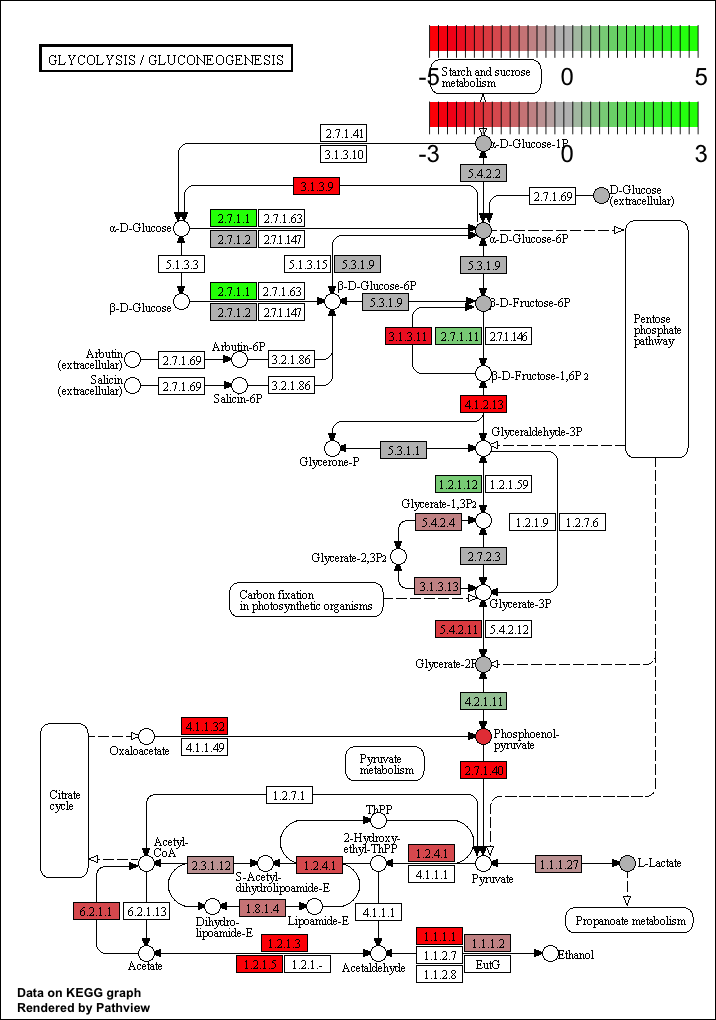 GLYCOLYSIS / GLUCONEOGENESIS
-5 0 5
Starch and sucrose
metabolism
-3 0 3
2.7.1.41
3.1.3.10
α-D-Glucose-1P
5.4.2.2
3.1.3.9
2.7.1.69
D-Glucose
(extracellular)
α-D-Glucose
2.7.1.1
2.7.1.63
2.7.1.2
2.7.1.147
α-D-Glucose-6P
5.1.3.3
5.1.3.15
5.3.1.9
5.3.1.9
β-D-Glucose
2.7.1.1
2.7.1.63
2.7.1.2
2.7.1.147
β-D-Glucose-6P
5.3.1.9
β-D-Fructose-6P
Pentose
phosphate
pathway
3.1.3.11
2.7.1.11
2.7.1.146
Arbutin
(extracellular)
2.7.1.69
Arbutin-6P
3.2.1.86
Salicin
(extracellular)
2.7.1.69
Salicin-6P
3.2.1.86
β-D-Fructose-1,6P2
4.1.2.13
Glyceraldehyde-3P
Glycerone-P
5.3.1.1
1.2.1.12
1.2.1.59
Glycerate-1,3P2
5.4.2.4
1.2.1.9
1.2.7.6
Glycerate-2,3P2
2.7.2.3
3.1.3.13
Carbon fixation
in photosynthetic organisms
Glycerate-3P
5.4.2.11
5.4.2.12
Glycerate-2P
4.2.1.11
4.1.1.32
Oxaloacetate
4.1.1.49
Phosphoenol-
pyruvate
Pyruvate
metabolism
2.7.1.40
Citrate
cycle
1.2.7.1
ThPP
Acetyl-
CoA
2-Hydroxy-
ethyl-ThPP
2.3.1.12
S-Acetyl-
dihydrolipoamide-E
1.2.4.1
1.2.4.1
4.1.1.1
Pyruvate
1.1.1.27
L-Lactate
6.2.1.1
6.2.1.13
Dihydro-
lipoamide-E
1.8.1.4
Lipoamide-E
4.1.1.1
Propanoate metabolism
Acetate
1.2.1.3
1.2.1.5
1.2.1.-
Acetaldehyde
1.1.1.1
1.1.1.2
1.1.2.7
EutG
1.1.2.8
Ethanol
Data on KEGG graph
Rendered by Pathview